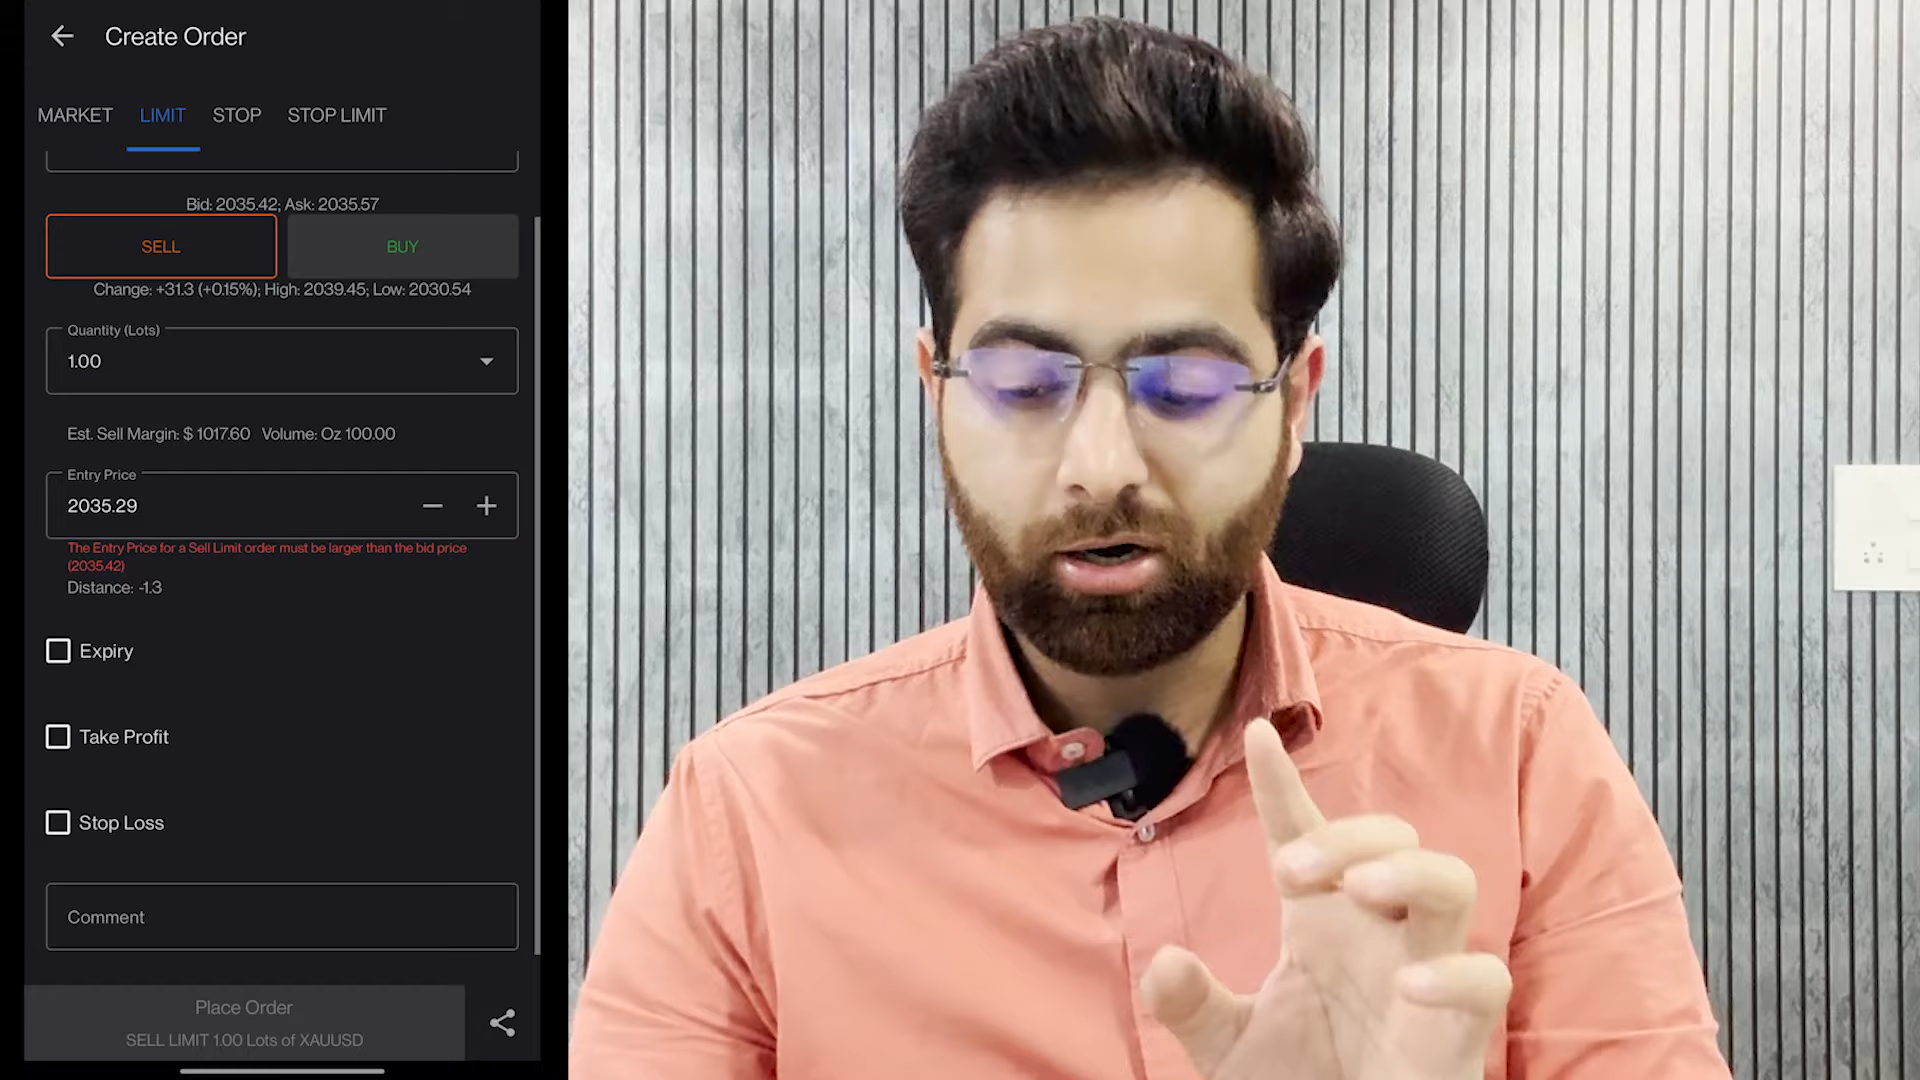 Create Order
MARKET LIMIT STOP STOP LIMIT
Bid: 2035.42; Ask: 2035.57
SELL BUY
Change: +31.3 (+0.15%); High: 2039.45; Low: 2030.54
Quantity (Lots)
1.00
Est. Sell Margin: $ 1017.60 Volume: Oz 100.00
Entry Price
2035.29
The Entry Price for a Sell Limit order must be larger than the bid price
(2035.42)
Distance: -1.3
Expiry
Take Profit
Stop Loss
Comment
Place Order
SELL LIMIT 1.00 Lots of XAUUSD